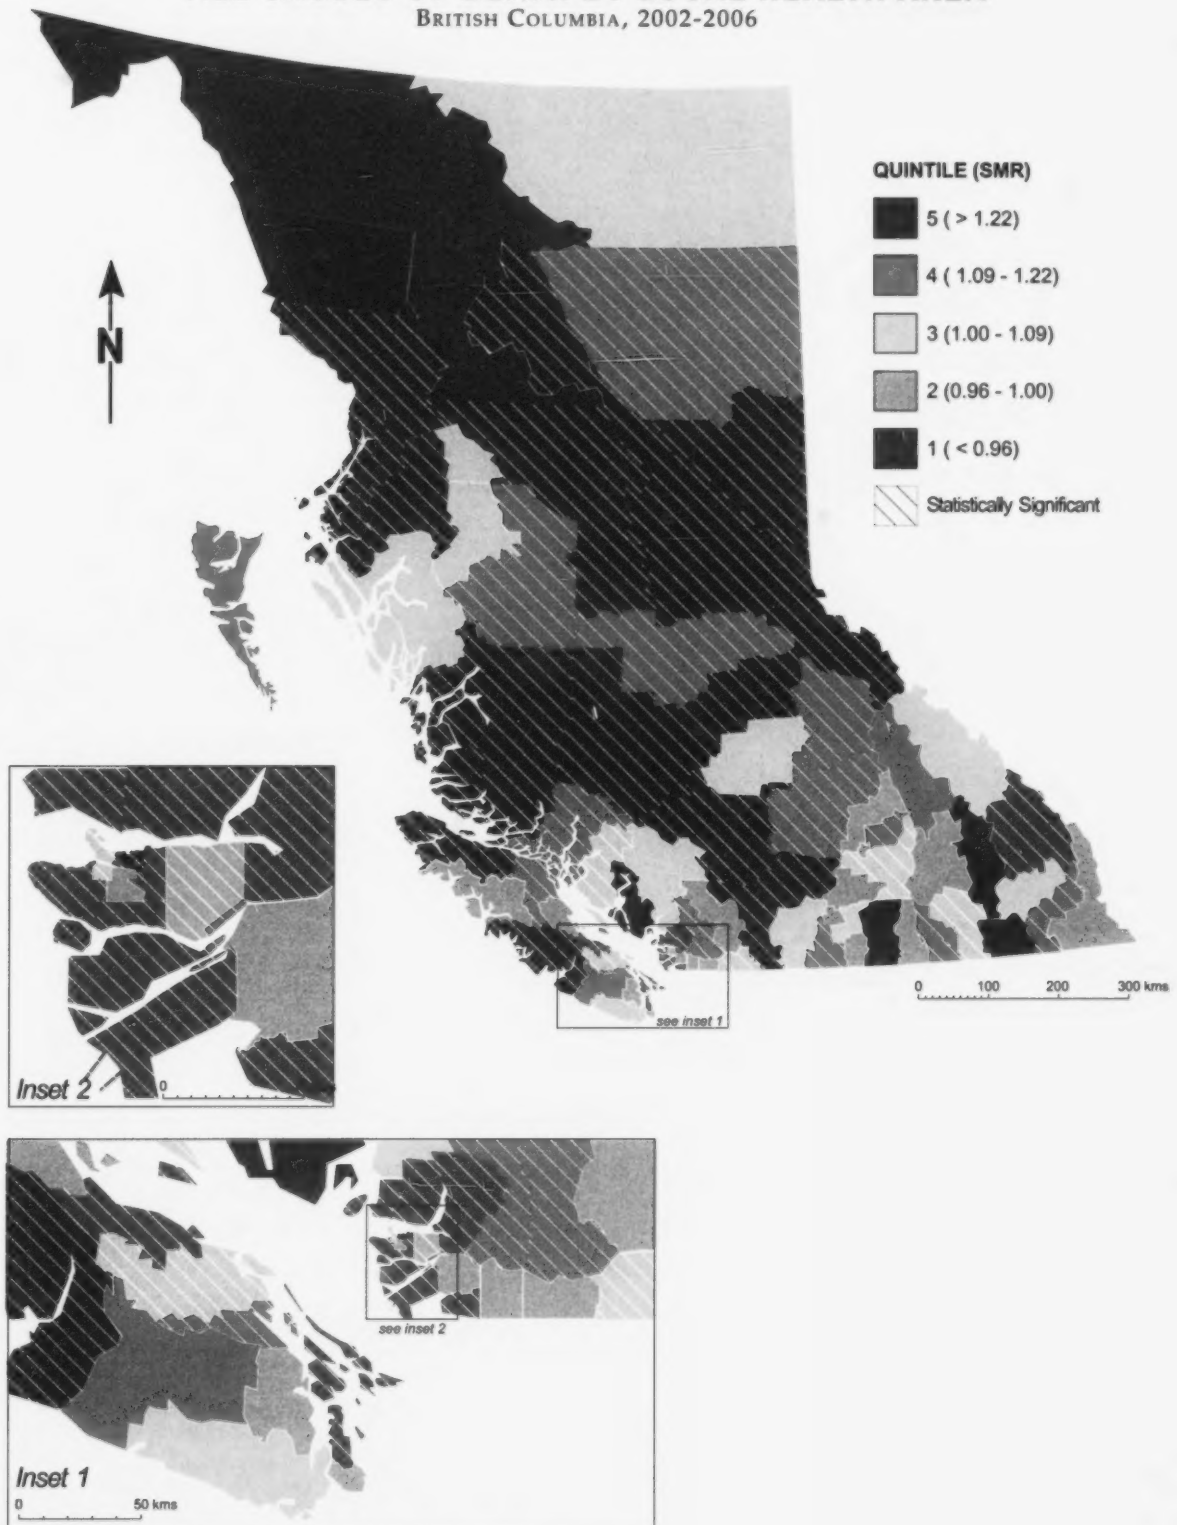 BRITISH COLUMBIA, 2002-2006
QUINTILE (SMR)
5 ( > 1.22)
4 ( 1.09 - 1.22)
3 (1.00 - 1.09)
2 (0.96 - 1.00)
1 ( < 0.96)
Statistically Significant
N
0 100 200 300 kms
see inset 1
Inset 2
0
see inset 2
Inset 1
0 50 kms